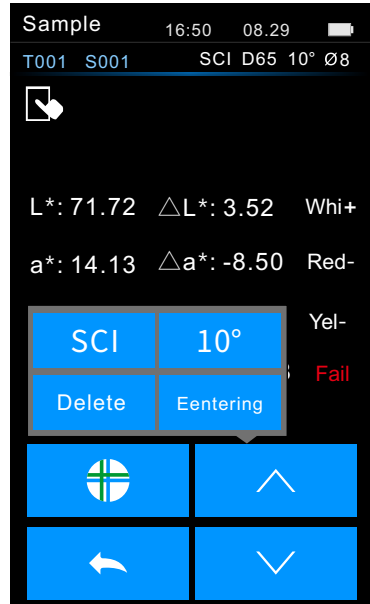 Sample 16:50 08.29
T001 S001 SCI D65 10° Ø8
L*: 71.72 △L*: 3.52 Whi+
a*: 14.13 △a*: -8.50 Red-
Yel-
SCI 10°
Fail
Delete Eentering